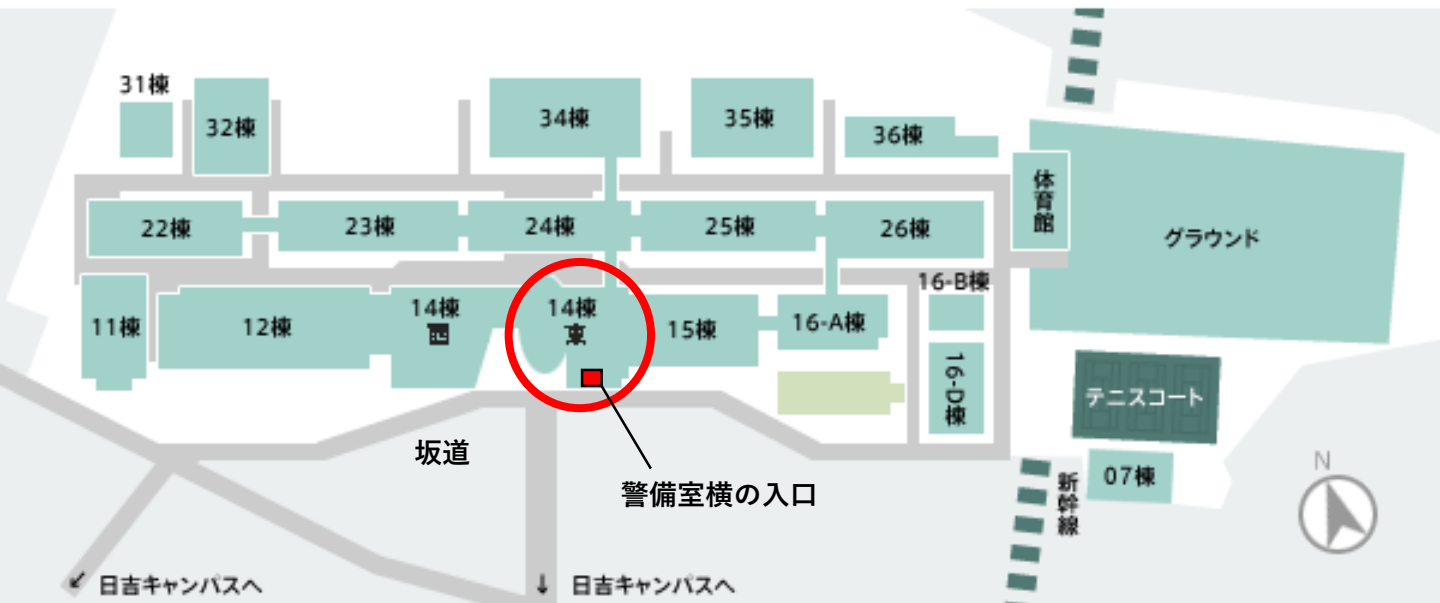 31棟
32棟
34棟
35棟
36棟
体育館
22棟
23棟
24棟
25棟
26棟
グラウンド
11棟
12棟
14棟
西
14棟
東
15棟
16-A棟
16-B棟
16-D棟
テニスコート
坂道
警備室横の入口
07棟
新幹線
N
↙ 日吉キャンパスへ
↓ 日吉キャンパスへ